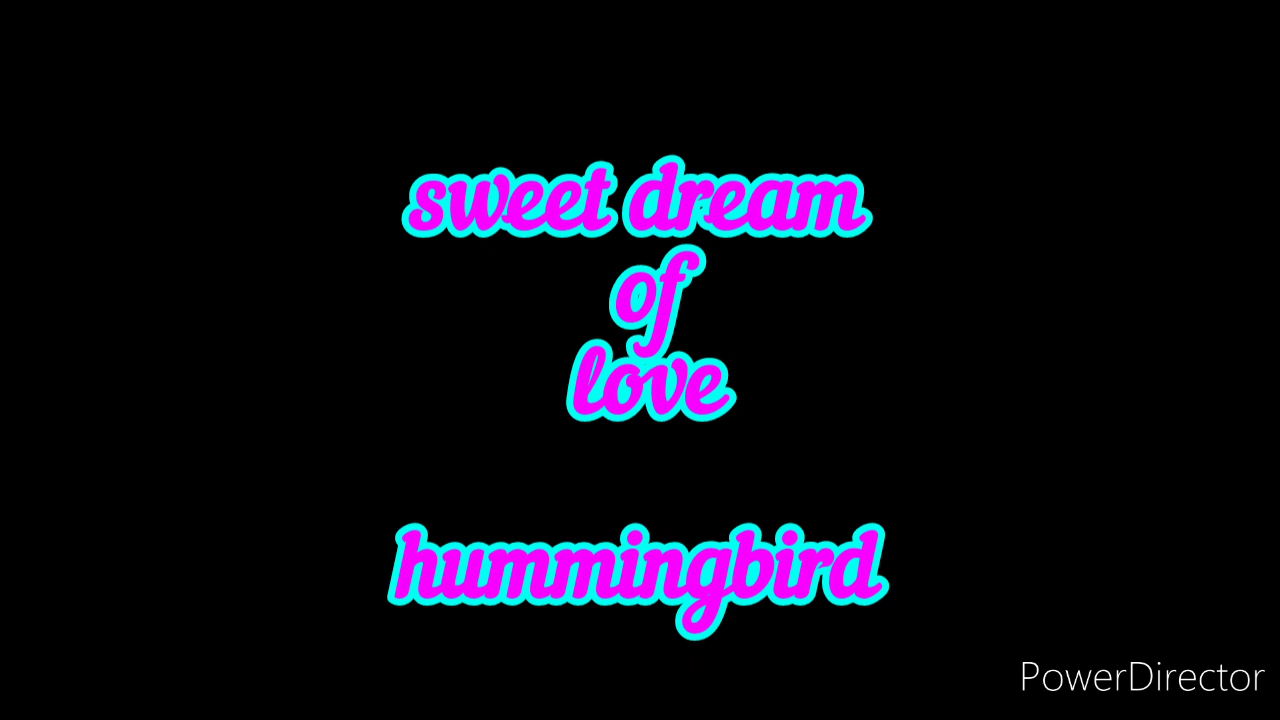 sweet dream
of
love
hummingbird
PowerDirector